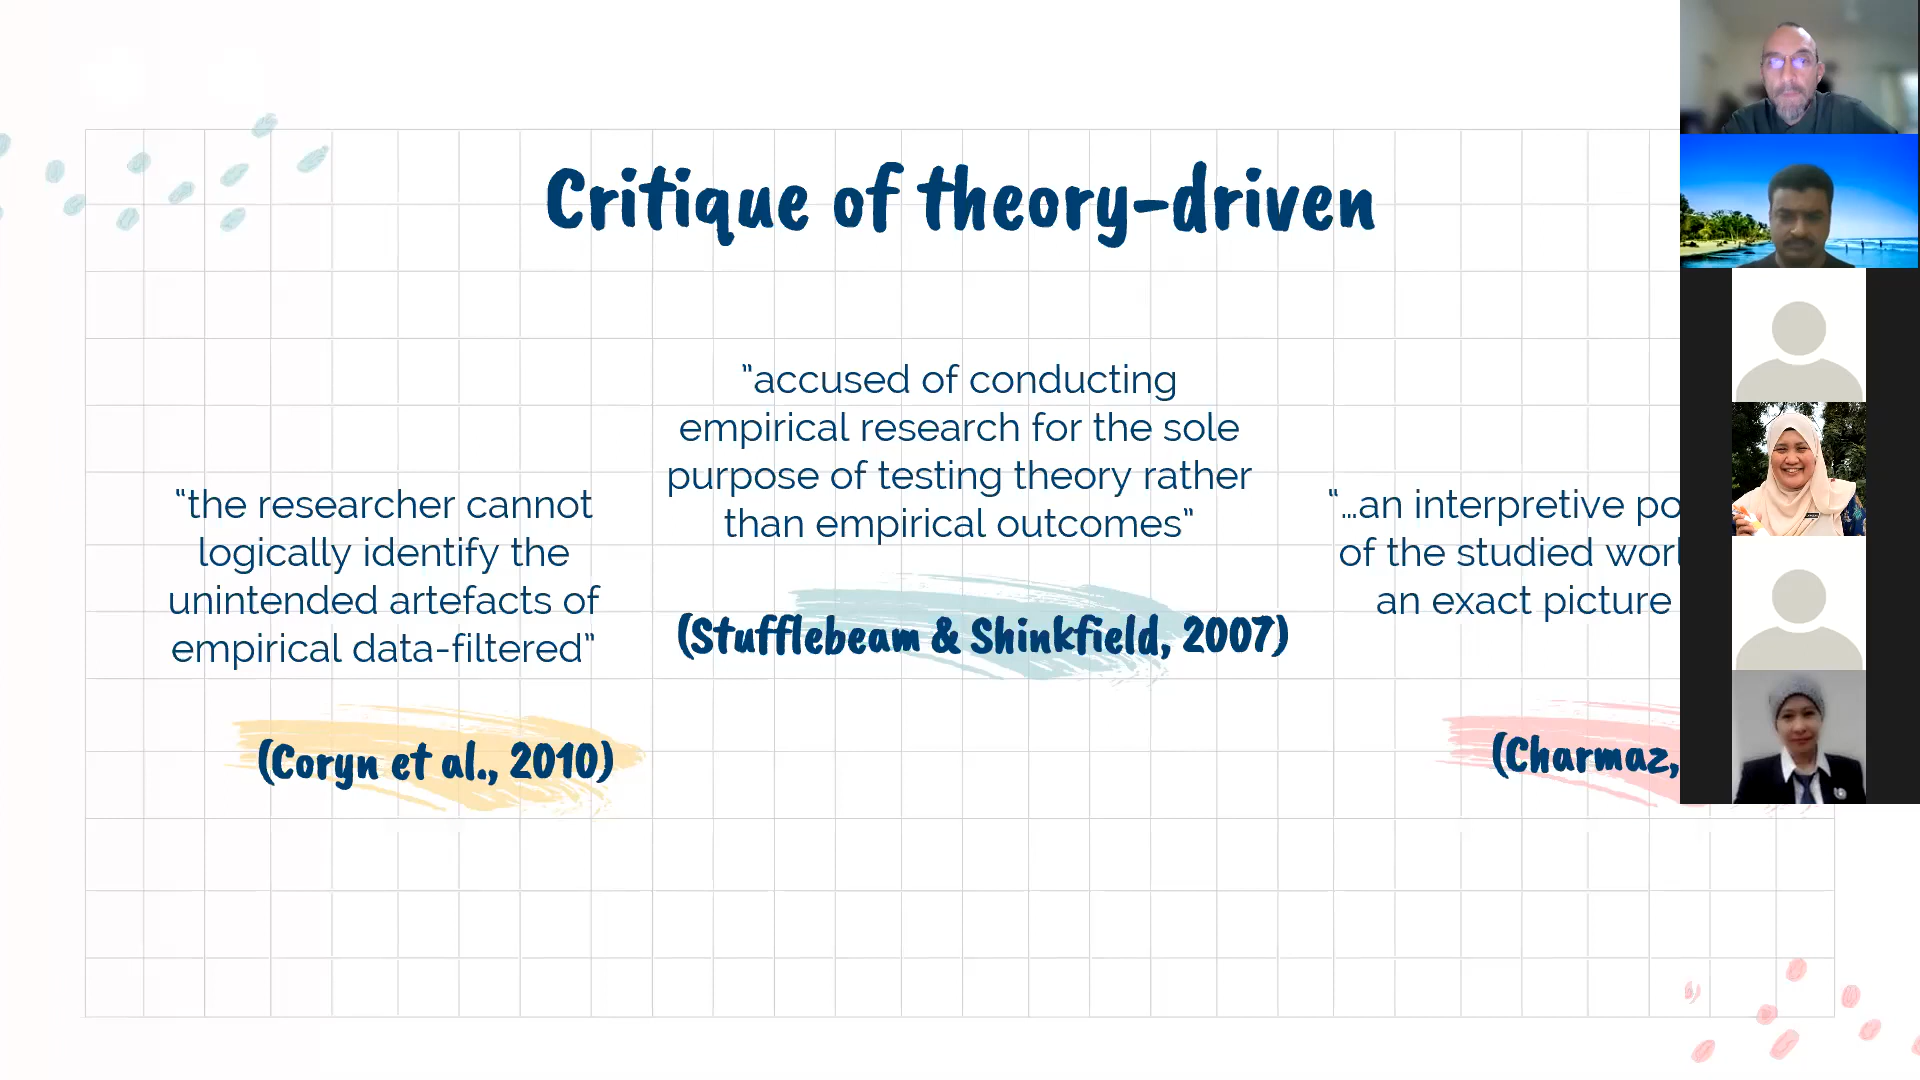 Critique of theory-driven
"the researcher cannot
logically identify the
unintended artefacts of
empirical data-filtered"
(Coryn et al., 2010)
"accused of conducting
empirical research for the sole
purpose of testing theory rather
than empirical outcomes"
(Stufflebeam & Shinkfield, 2007)
"...an interpretive
of the studied
an exact picture
(Charmaz,